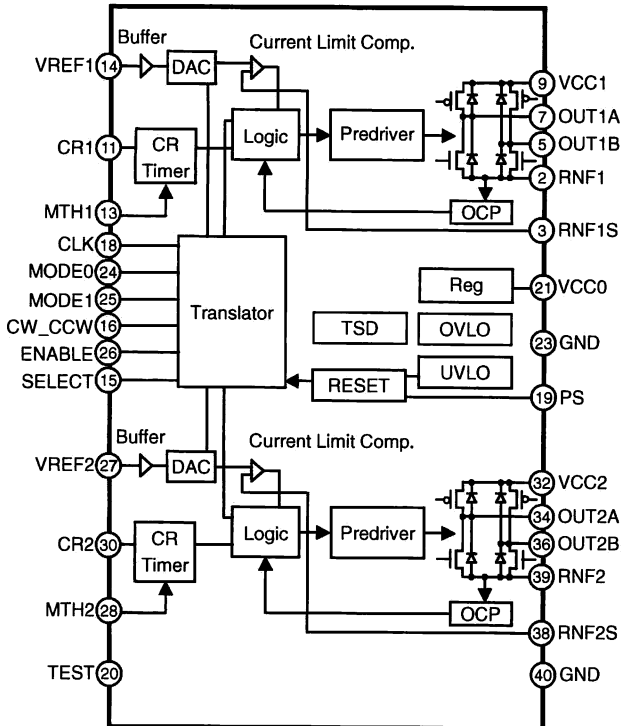 Buffer
Current Limit Comp.
VREF1 14
DAC
9 VCC1
7 OUT1A
CR1 11
CR
Timer
Logic
Predriver
5 OUT1B
2 RNF1
MTH1 13
OCP
3 RNF1S
CLK 18
MODE0 24
MODE1 25
CW_CCW 16
ENABLE 26
SELECT 15
Translator
Reg
21 VCC0
TSD
OVLO
23 GND
UVLO
RESET
19 PS
Buffer
Current Limit Comp.
VREF2 27
DAC
32 VCC2
34 OUT2A
CR2 30
CR
Timer
Logic
Predriver
36 OUT2B
39 RNF2
MTH2 28
OCP
38 RNF2S
TEST 20
40 GND